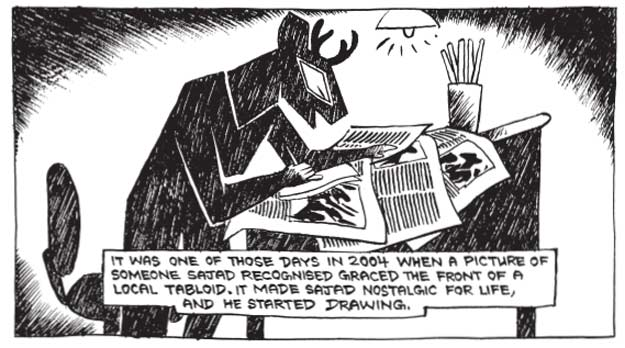 IT WAS ONE OF THOSE DAYS IN 2004 WHEN A PICTURE OF
SOMEONE SAJAD RECOGNISED GRACED THE FRONT OF A
LOCAL TABLOID. IT MADE SAJAD NOSTALGIC FOR LIFE,
AND HE STARTED DRAWING.